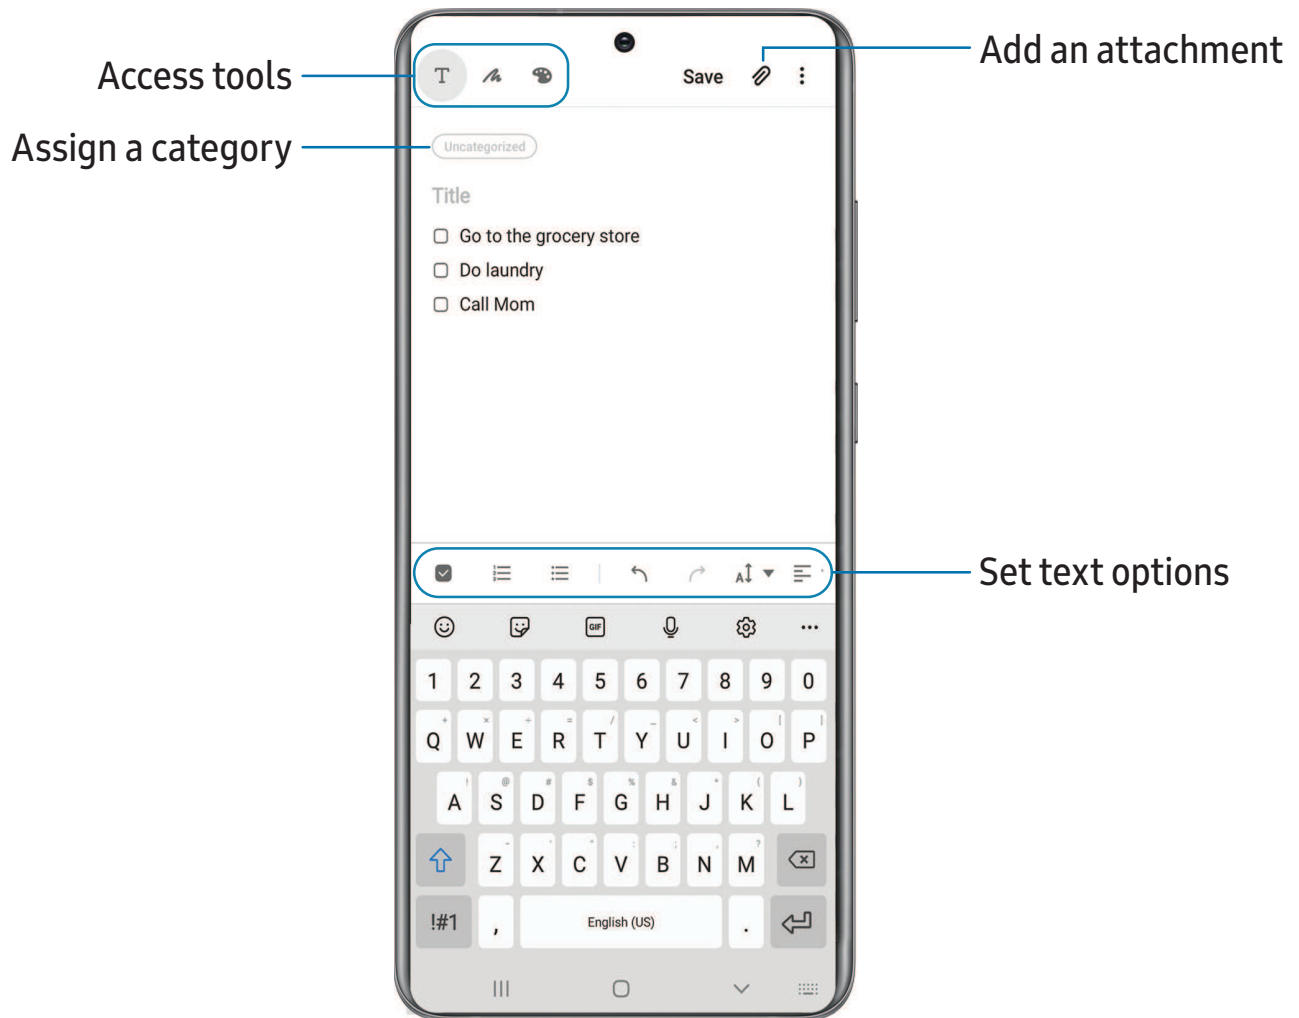 Add an attachment
Access tools
T
Save
Assign a category
Uncategorized
Title
Go to the grocery store
Do laundry
Call Mom
Set text options
A
GIF
1 2 3 4 5 6 7 8 9 0
+ × ÷ = / _ < > [ ]
Q W E R T Y U I O P
! @ # $ % & * ( )
A S D F G H J K L
- ' " : ; , ?
Z X C V B N M
!#1 , English (US) .